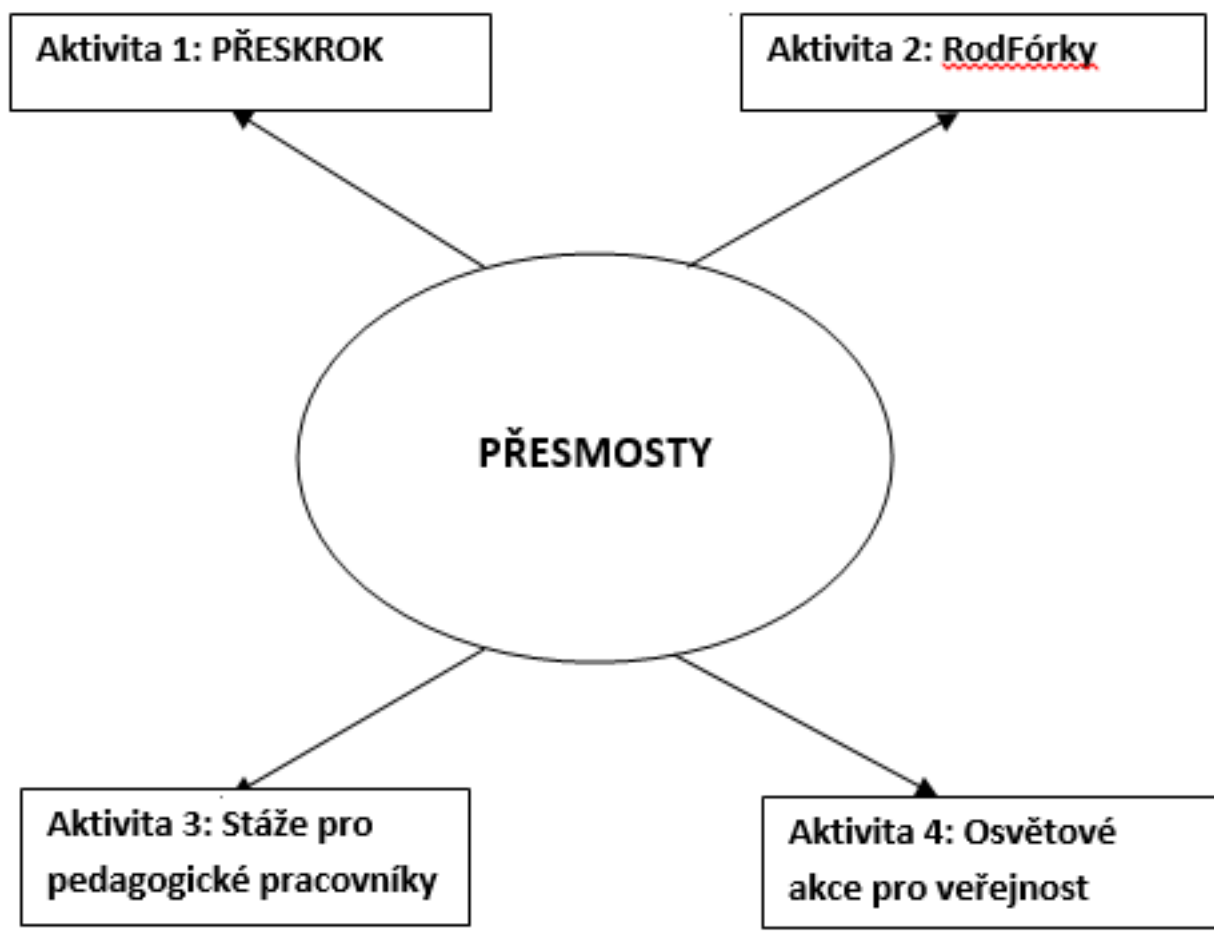 Aktivita 1: PŘESKROK
Aktivita 2: RodFórky
PŘESMOSTY
Aktivita 3: Stáže pro
pedagogické pracovníky
Aktivita 4: Osvětové
akce pro veřejnost